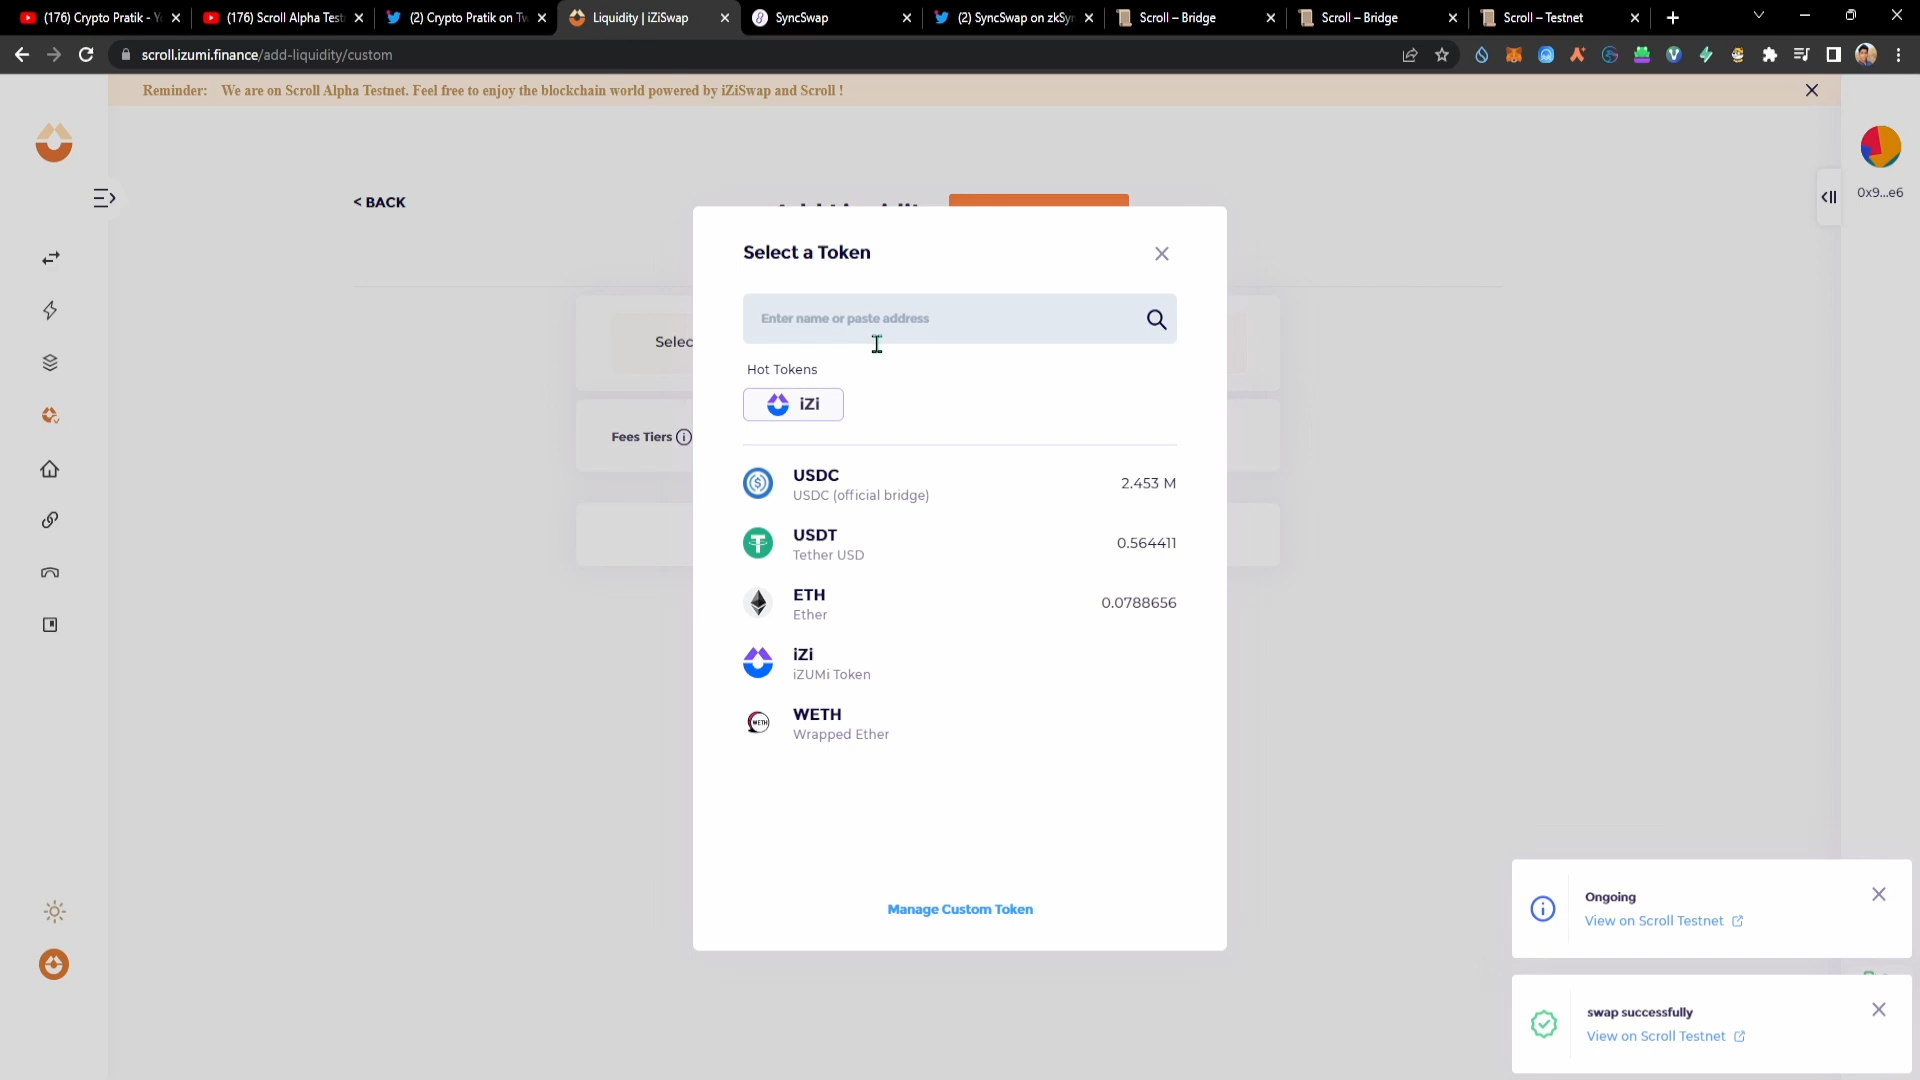 (176) Crypto Pratik - Y
(176) Scroll Alpha Test
(2) Crypto Pratik on Tw
Liquidity | iZiSwap
SyncSwap
(2) SyncSwap on zkSyn
Scroll – Bridge
Scroll – Bridge
Scroll – Testnet
scroll.izumi.finance/add-liquidity/custom
Reminder: We are on Scroll Alpha Testnet. Feel free to enjoy the blockchain world powered by iZiSwap and Scroll !
0x9...e6
< BACK
Select a Token
Enter name or paste address
Selec
Hot Tokens
iZi
Fees Tiers
USDC
USDC (official bridge)
2.453 M
USDT
Tether USD
0.564411
ETH
Ether
0.0788656
iZi
iZUMi Token
WETH
WETH
Wrapped Ether
Manage Custom Token
Ongoing
View on Scroll Testnet
swap successfully
View on Scroll Testnet